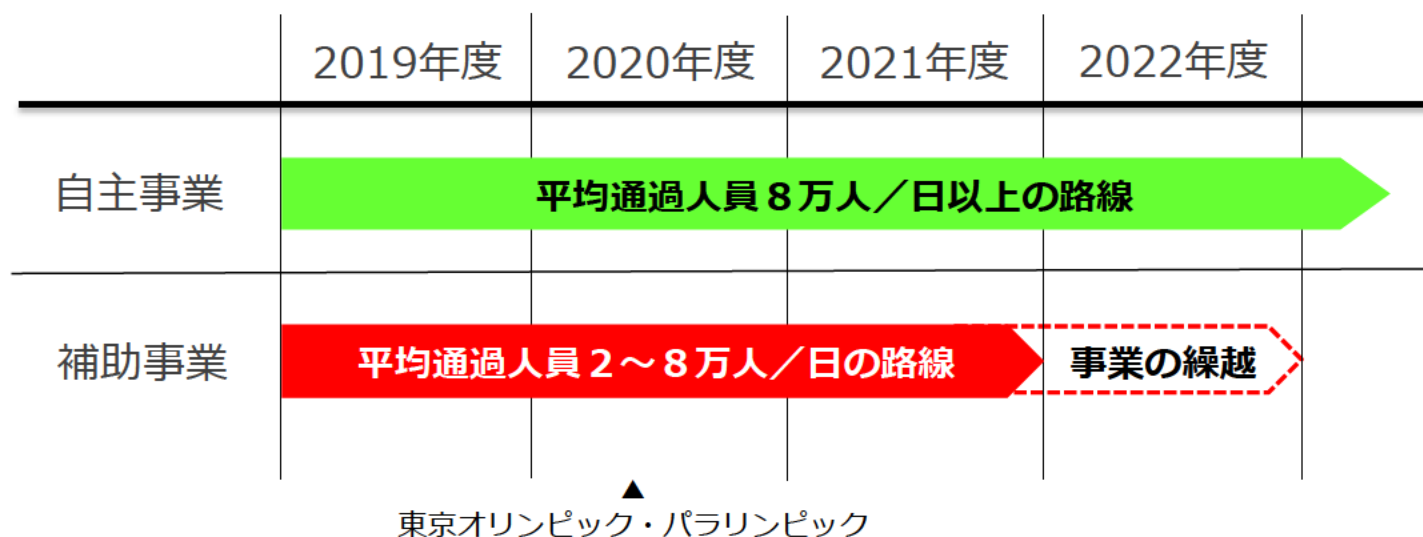 2019年度 2020年度 2021年度 2022年度
自主事業 平均通過人員８万人／日以上の路線
補助事業 平均通過人員２～８万人／日の路線 事業の繰越
▲
東京オリンピック・パラリンピック